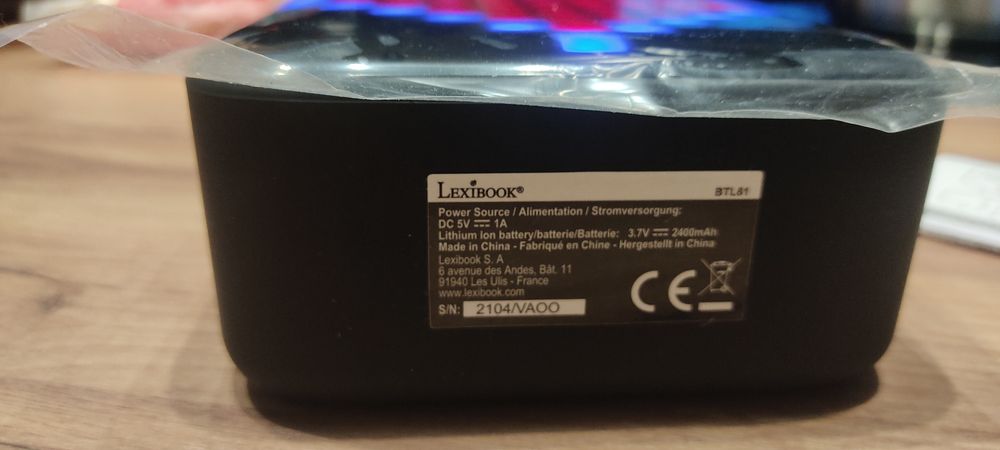 LEXIBOOK® BTL81
Power Source / Alimentation / Stromversorgung:
DC 5V ⎓ 1A
Lithium Ion battery/batterie/Batterie: 3.7V ⎓ 2400mAh
Made in China - Fabriqué en Chine - Hergestellt in China
Lexibook S. A
6 avenue des Andes, Bât. 11
91940 Les Ulis - France
www.lexibook.com
CE
S/N: 2104/VAOO